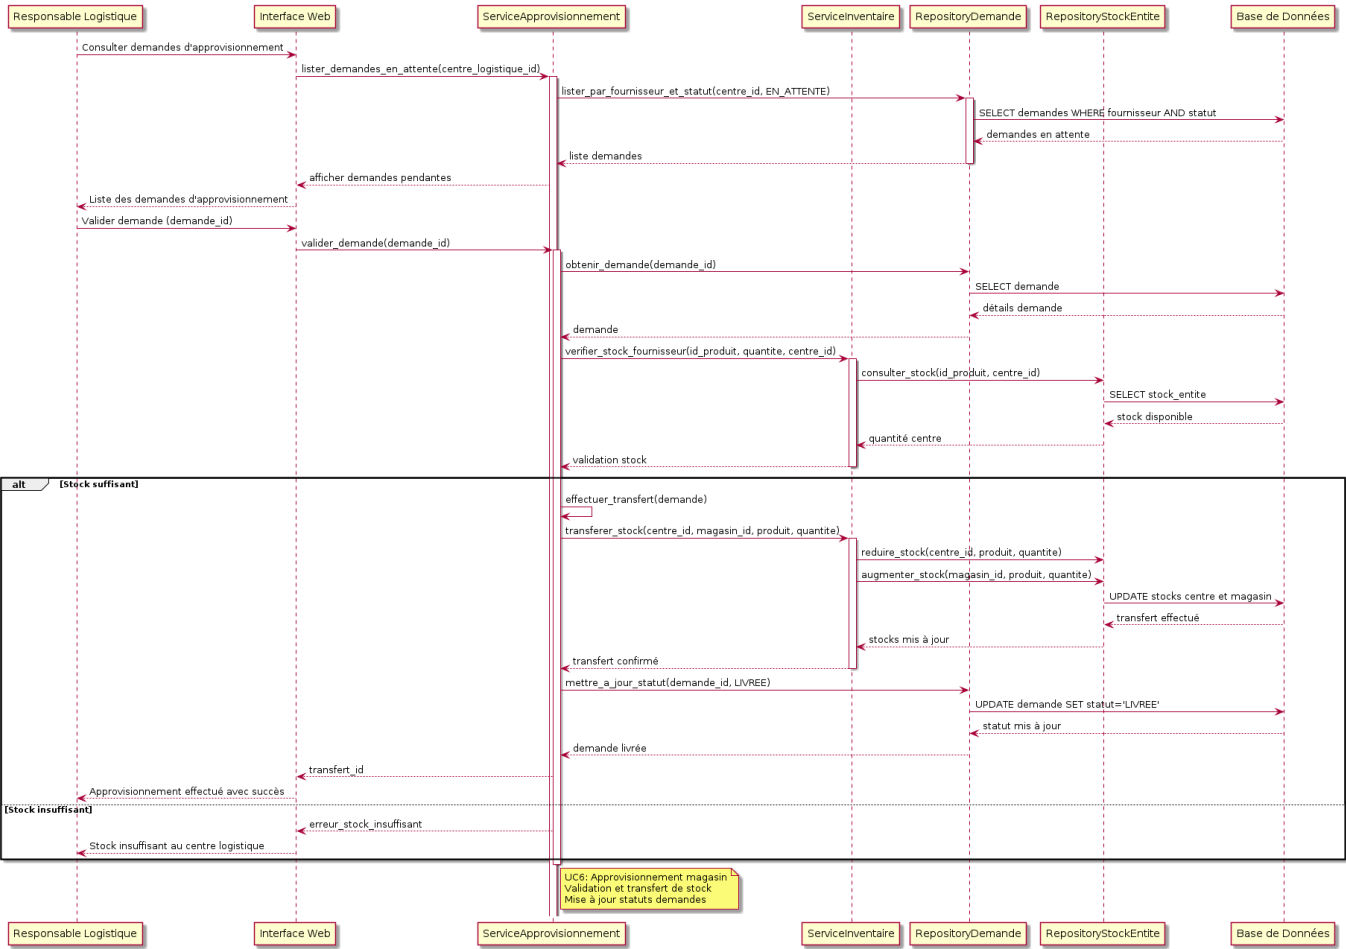 Responsable Logistique
Interface Web
ServiceApprovisionnement
ServiceInventaire
RepositoryDemande
RepositoryStockEntite
Base de Données
Consulter demandes d'approvisionnement
lister_demandes_en_attente(centre_logistique_id)
lister_par_fournisseur_et_statut(centre_id, EN_ATTENTE)
SELECT demandes WHERE fournisseur AND statut
demandes en attente
liste demandes
afficher demandes pendantes
Liste des demandes d'approvisionnement
Valider demande (demande_id)
valider_demande(demande_id)
obtenir_demande(demande_id)
SELECT demande
détails demande
demande
verifier_stock_fournisseur(id_produit, quantite, centre_id)
consulter_stock(id_produit, centre_id)
SELECT stock_entite
stock disponible
quantité centre
validation stock
alt [Stock suffisant]
effectuer_transfert(demande)
transferer_stock(centre_id, magasin_id, produit, quantite)
reduire_stock(centre_id, produit, quantite)
augmenter_stock(magasin_id, produit, quantite)
UPDATE stocks centre et magasin
transfert effectué
stocks mis à jour
transfert confirmé
mettre_a_jour_statut(demande_id, LIVREE)
UPDATE demande SET statut='LIVREE'
statut mis à jour
demande livrée
transfert_id
Approvisionnement effectué avec succès
[Stock insuffisant]
erreur_stock_insuffisant
Stock insuffisant au centre logistique
UC6: Approvisionnement magasin
Validation et transfert de stock
Mise à jour statuts demandes
Responsable Logistique
Interface Web
ServiceApprovisionnement
ServiceInventaire
RepositoryDemande
RepositoryStockEntite
Base de Données